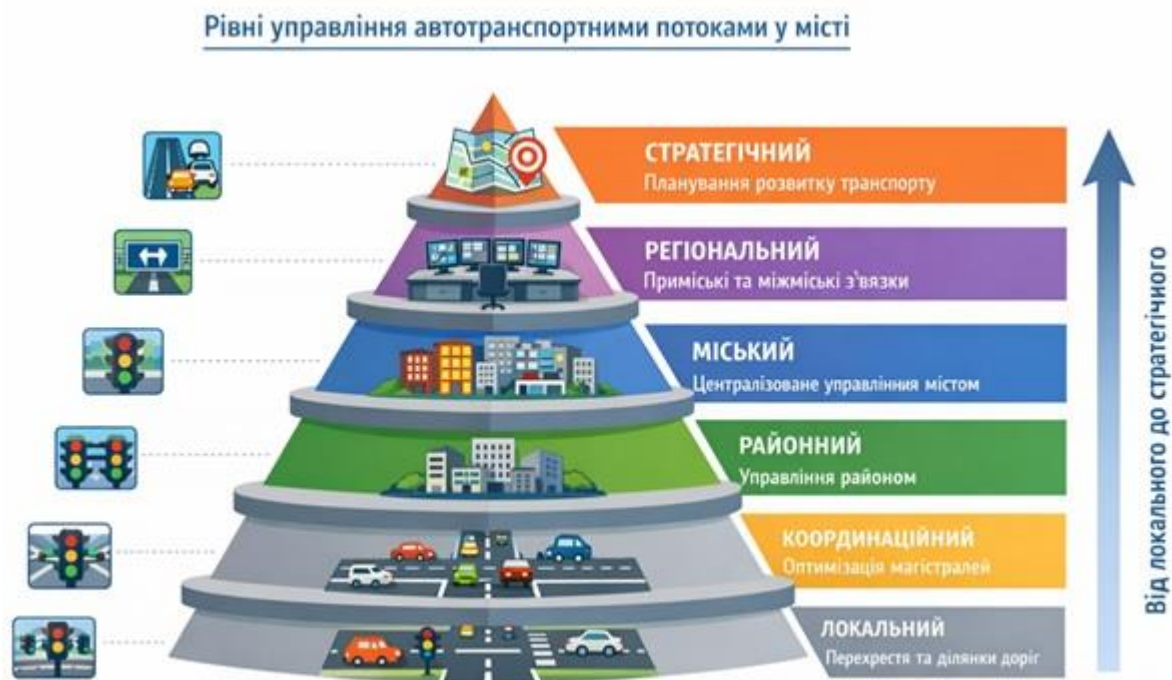 Рівні управління автотранспортними потоками у місті
СТРАТЕГІЧНИЙ
Планування розвитку транспорту
РЕГІОНАЛЬНИЙ
Приміські та міжміські з'вязки
МІСЬКИЙ
Централізоване управлінния містом
РАЙОННИЙ
Управління районом
КООРДИНАЦІЙНИЙ
Оптимізація магістралей
ЛОКАЛЬНИЙ
Перехрестя та ділянки доріг
Від локального до стратегічного